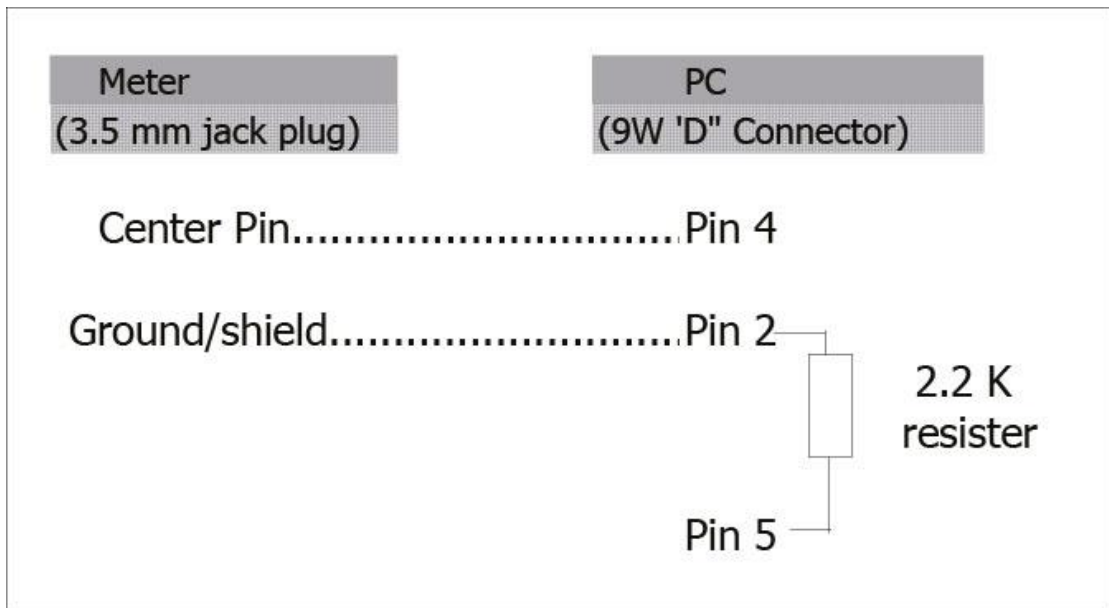 Meter
(3.5 mm jack plug)
PC
(9W 'D" Connector)
Center Pin...............................Pin 4
Ground/shield............................Pin 2
2.2 K
resister
Pin 5